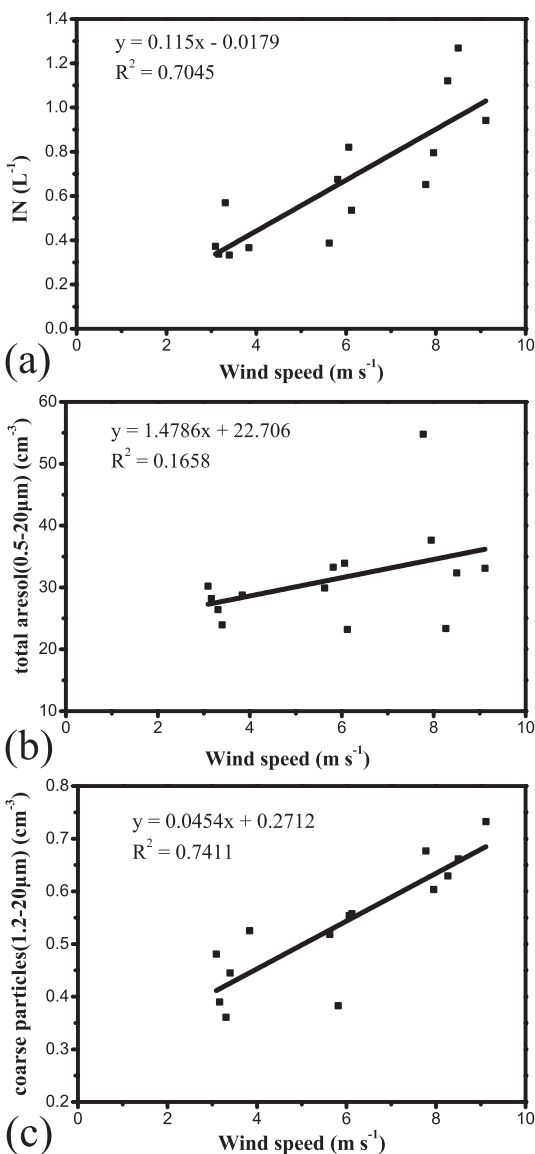 1.4
1.2
1.0
0.8
0.6
0.4
0.2
0.0
y = 0.115x - 0.0179
R² = 0.7045
IN (L⁻¹)
0 2 4 6 8 10
Wind speed (m s⁻¹)
(a)
60
50
40
30
20
10
y = 1.4786x + 22.706
R² = 0.1658
total aresol(0.5-20μm) (cm⁻³)
0 2 4 6 8 10
Wind speed (m s⁻¹)
(b)
0.8
0.7
0.6
0.5
0.4
0.3
0.2
y = 0.0454x + 0.2712
R² = 0.7411
coarse particles(1.2-20μm) (cm⁻³)
0 2 4 6 8 10
Wind speed (m s⁻¹)
(c)